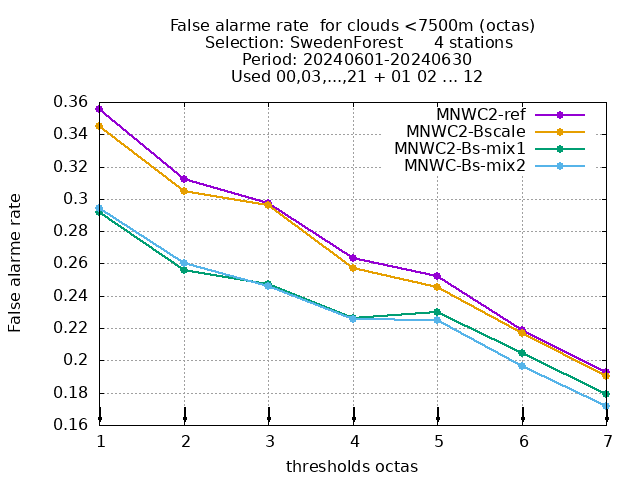 False alarme rate  for clouds <7500m (octas)
Selection: SwedenForest      4 stations
Period: 20240601-20240630
Used 00,03,...,21 + 01 02 ... 12
MNWC2-ref
MNWC2-Bscale
MNWC2-Bs-mix1
MNWC-Bs-mix2
False alarme rate
0.36
0.34
0.32
0.3
0.28
0.26
0.24
0.22
0.2
0.18
0.16
1 2 3 4 5 6 7
thresholds octas